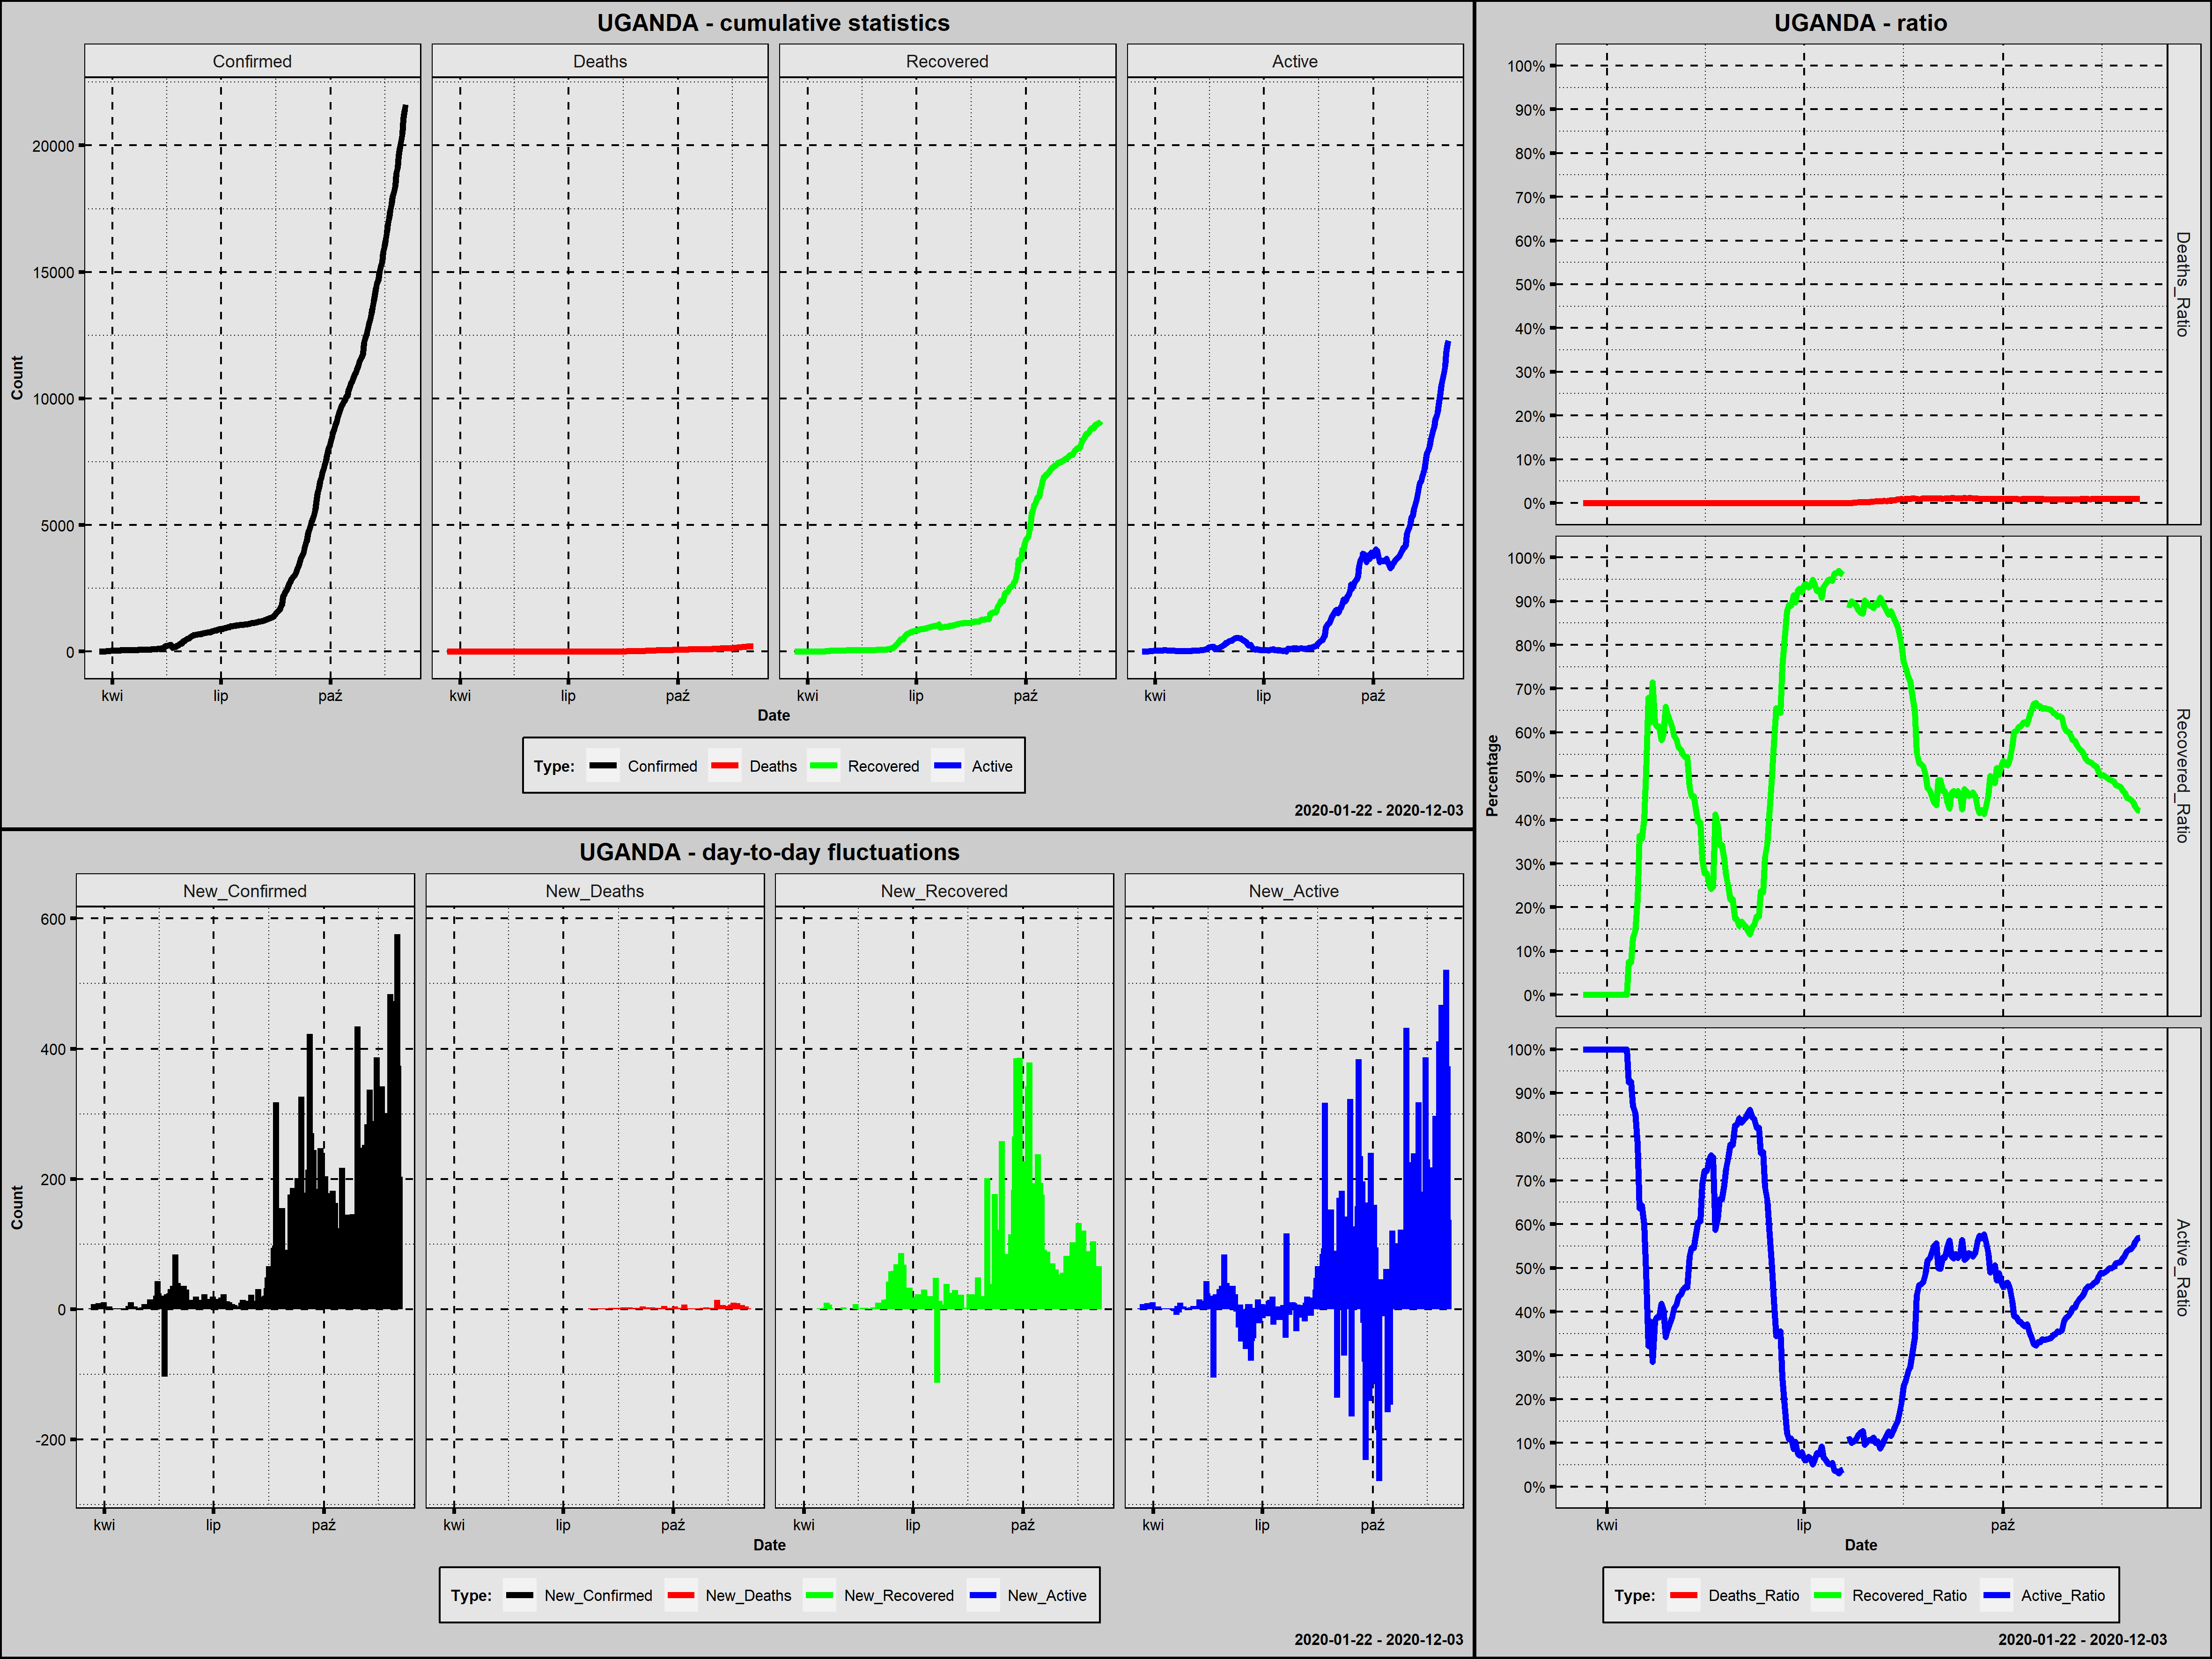 UGANDA - cumulative statistics
Confirmed Deaths Recovered Active
20000
15000
10000
5000
0
Count
kwi lip paź kwi lip paź kwi lip paź kwi lip paź
Date
Type: Confirmed Deaths Recovered Active
2020-01-22 - 2020-12-03
UGANDA - day-to-day fluctuations
New_Confirmed New_Deaths New_Recovered New_Active
600
400
200
0
-200
Count
kwi lip paź kwi lip paź kwi lip paź kwi lip paź
Date
Type: New_Confirmed New_Deaths New_Recovered New_Active
2020-01-22 - 2020-12-03
UGANDA - ratio
100%
90%
80%
70%
60%
50%
40%
30%
20%
10%
0%
Deaths_Ratio
100%
90%
80%
70%
60%
50%
40%
30%
20%
10%
0%
Recovered_Ratio
100%
90%
80%
70%
60%
50%
40%
30%
20%
10%
0%
Active_Ratio
Percentage
kwi lip paź
Date
Type: Deaths_Ratio Recovered_Ratio Active_Ratio
2020-01-22 - 2020-12-03